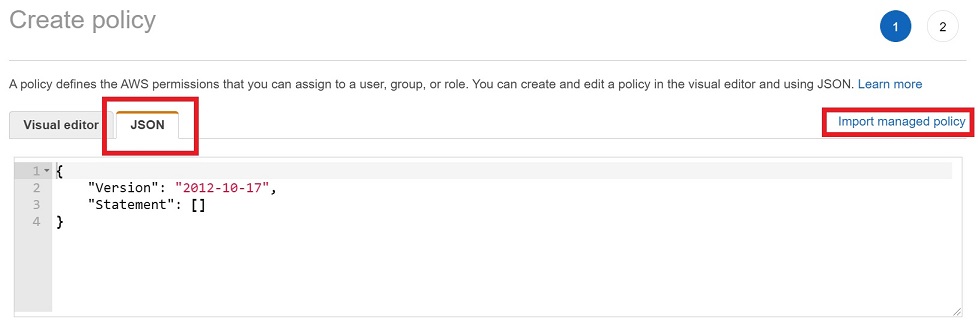 Create policy
1
2
A policy defines the AWS permissions that you can assign to a user, group, or role. You can create and edit a policy in the visual editor and using JSON. Learn more
Visual editor
JSON
Import managed policy
1 {
2 "Version": "2012-10-17",
3 "Statement": []
4 }